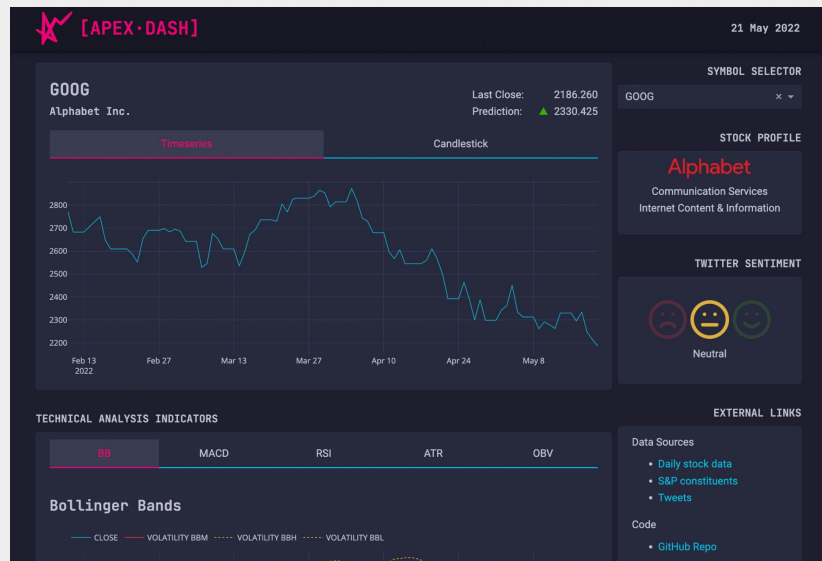 [APEX·DASH]
21 May 2022
GOOG
Alphabet Inc.
Last Close: 2186.260
Prediction: ▲ 2330.425
Timeseries Candlestick
2800
2700
2600
2500
2400
2300
2200
Feb 13 Feb 27 Mar 13 Mar 27 Apr 10 Apr 24 May 8
2022
SYMBOL SELECTOR
GOOG
STOCK PROFILE
Alphabet
Communication Services
Internet Content & Information
TWITTER SENTIMENT
Neutral
TECHNICAL ANALYSIS INDICATORS
BB MACD RSI ATR OBV
Bollinger Bands
CLOSE VOLATILITY BBM VOLATILITY BBH VOLATILITY BBL
EXTERNAL LINKS
Data Sources
• Daily stock data
• S&P constituents
• Tweets
Code
• GitHub Repo